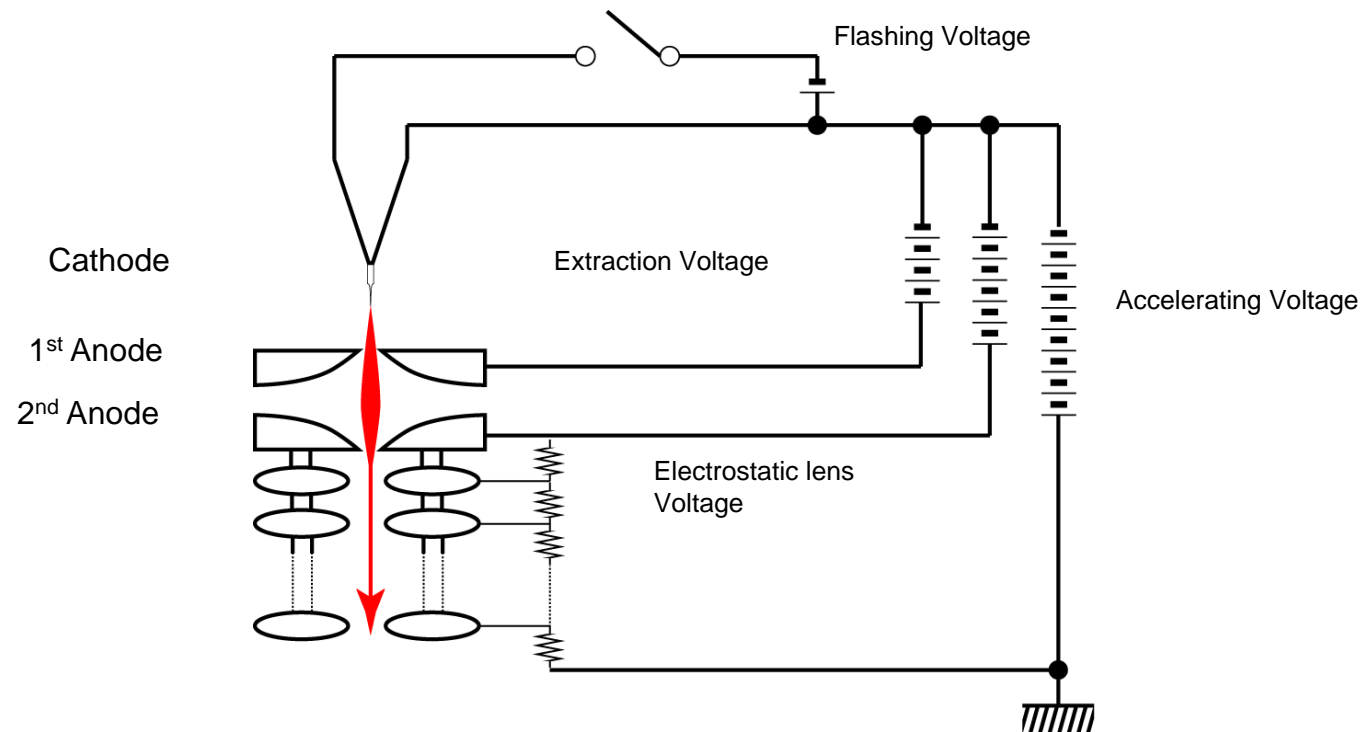 Flashing Voltage
Cathode
Extraction Voltage
Accelerating Voltage
1st Anode
2nd Anode
Electrostatic lens
Voltage